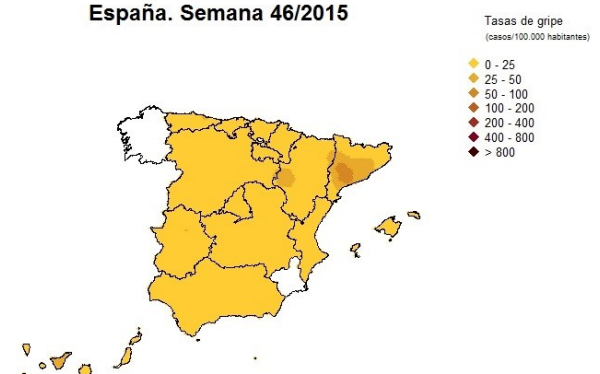 España. Semana 46/2015
Tasas de gripe
(casos/100.000 habitantes)
0 - 25
25 - 50
50 - 100
100 - 200
200 - 400
400 - 800
> 800